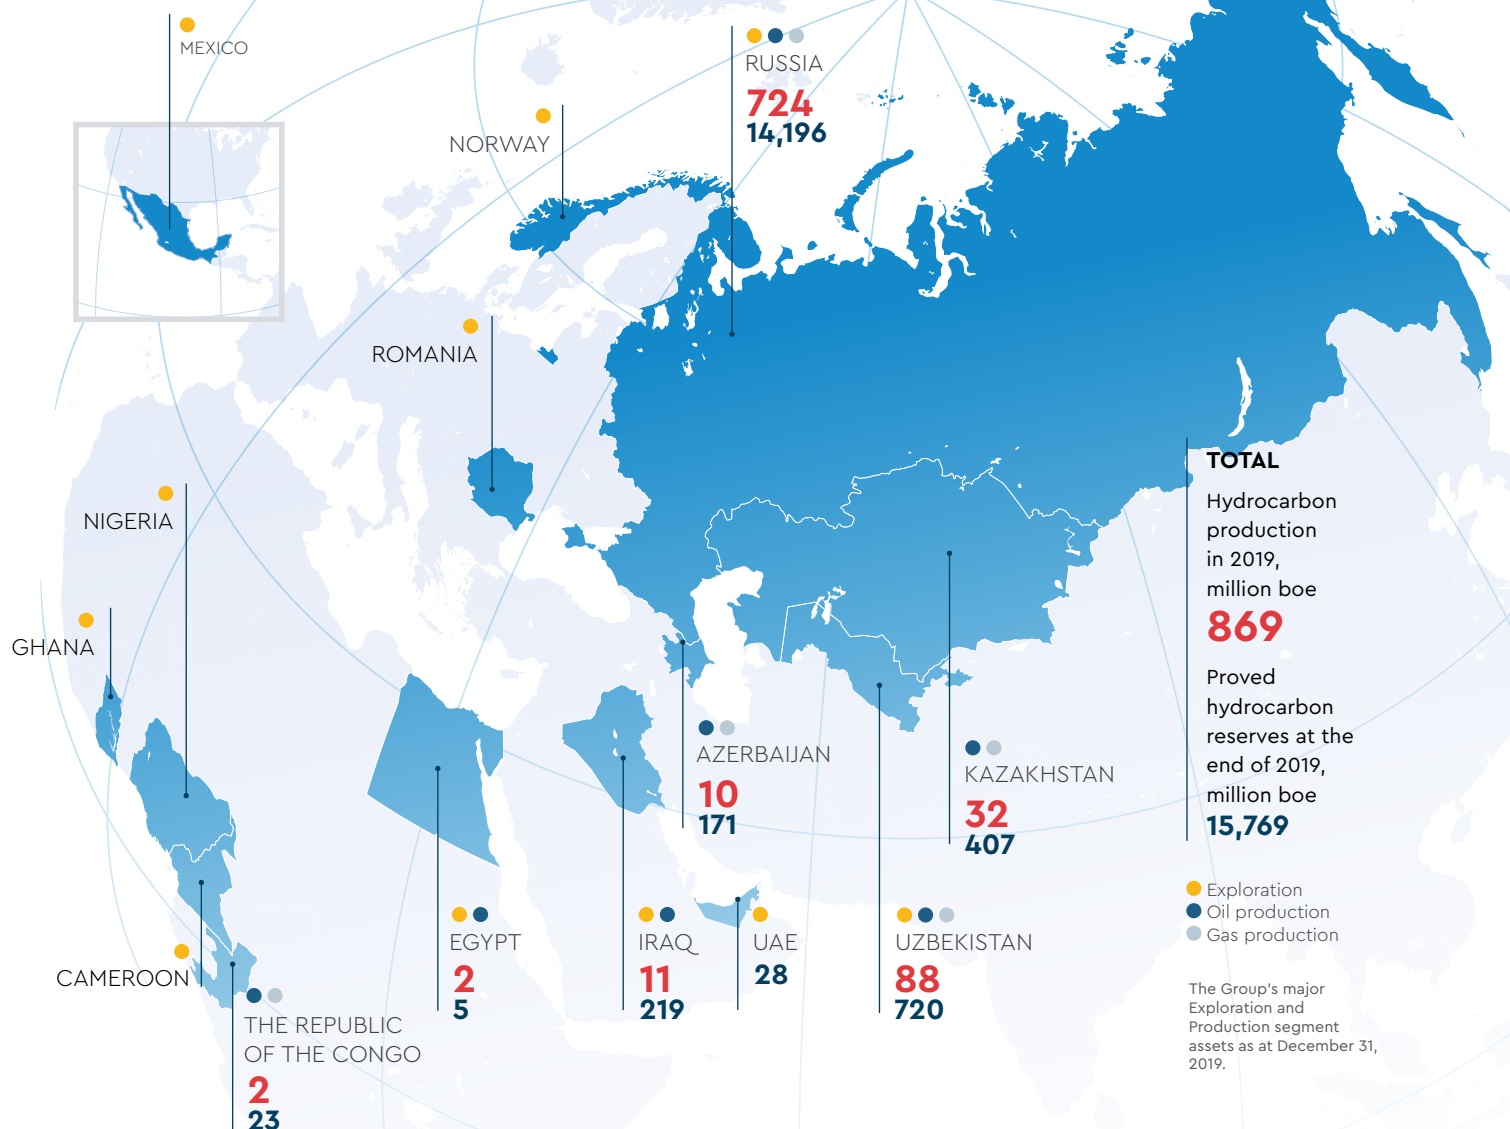 MEXICO
RUSSIA
724
14,196
NORWAY
ROMANIA
NIGERIA
GHANA
CAMEROON
THE REPUBLIC
OF THE CONGO
2
23
EGYPT
2
5
IRAQ
11
219
UAE
28
AZERBAIJAN
10
171
UZBEKISTAN
88
720
KAZAKHSTAN
32
407
TOTAL
Hydrocarbon
production
in 2019,
million boe
869
Proved
hydrocarbon
reserves at the
end of 2019,
million boe
15,769
Exploration
Oil production
Gas production
The Group's major
Exploration and
Production segment
assets as at December 31,
2019.